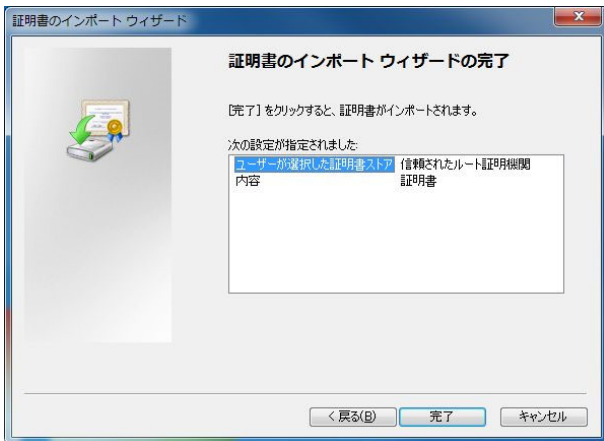 証明書のインポート ウィザード
証明書のインポート ウィザードの完了
[完了] をクリックすると、証明書がインポートされます。
次の設定が指定されました:
ユーザーが選択した証明書ストア 信頼されたルート証明機関
内容 証明書
< 戻る(B)
完了
キャンセル